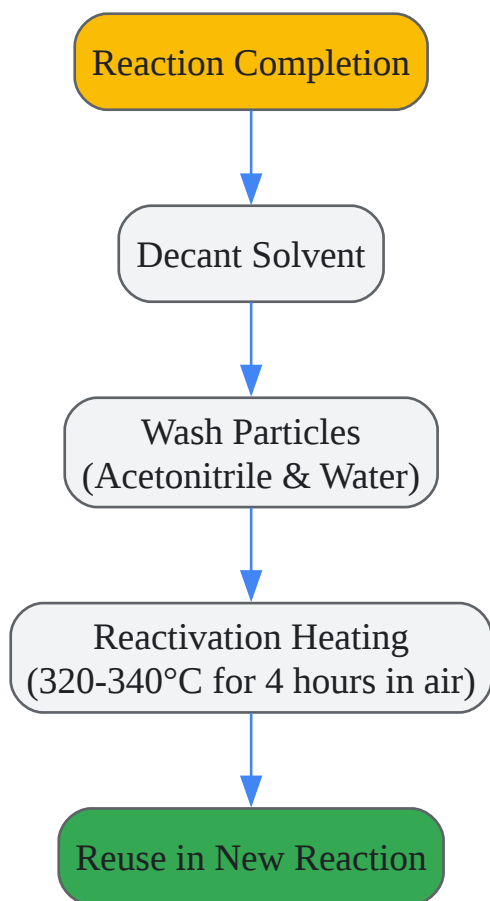 Reaction Completion
Decant Solvent
Wash Particles
(Acetonitrile & Water)
Reactivation Heating
(320-340°C for 4 hours in air)
Reuse in New Reaction